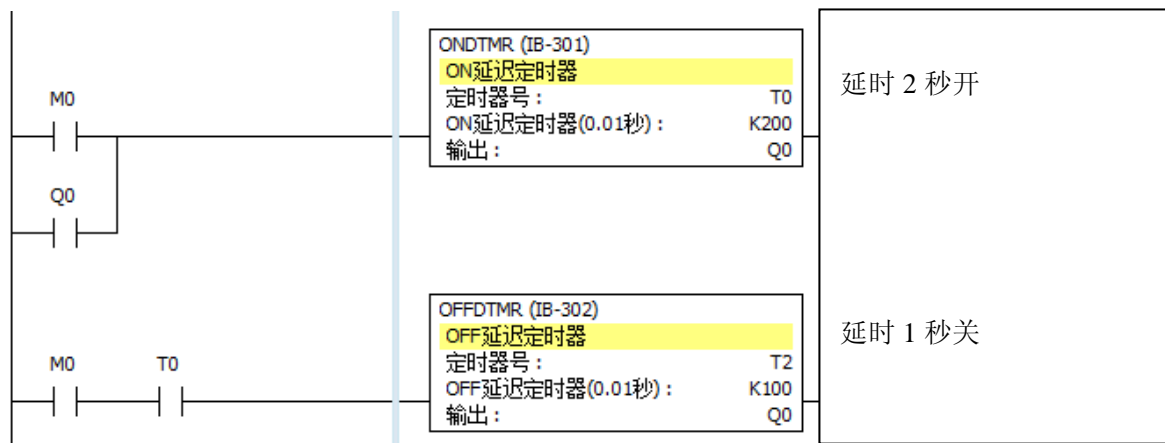 ONDTMR (IB-301)
ON延迟定时器
定时器号: T0
ON延迟定时器(0.01秒): K200
输出: Q0
延时 2 秒开
M0
Q0
OFFDTMR (IB-302)
OFF延迟定时器
定时器号: T2
OFF延迟定时器(0.01秒): K100
输出: Q0
延时 1 秒关
M0 T0